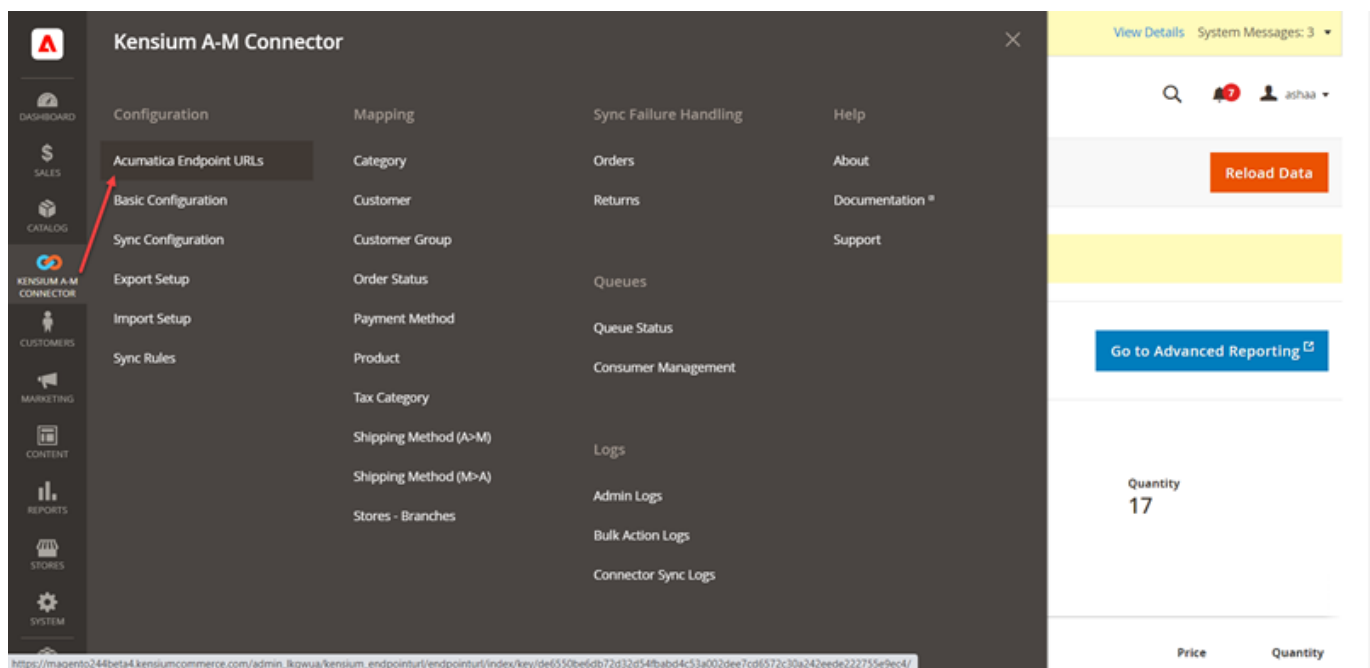 Kensium A-M Connector
View Details System Messages: 3
DASHBOARD
SALES
CATALOG
KENSIUM A-M
CONNECTOR
CUSTOMERS
MARKETING
CONTENT
REPORTS
STORES
SYSTEM
Configuration
Acumatica Endpoint URLs
Basic Configuration
Sync Configuration
Export Setup
Import Setup
Sync Rules
Mapping
Category
Customer
Customer Group
Order Status
Payment Method
Product
Tax Category
Shipping Method (A>M)
Shipping Method (M>A)
Stores - Branches
Sync Failure Handling
Orders
Returns
Queues
Queue Status
Consumer Management
Logs
Admin Logs
Bulk Action Logs
Connector Sync Logs
Help
About
Documentation
Support
7
ashaa
Reload Data
Go to Advanced Reporting
Quantity
17
Price Quantity